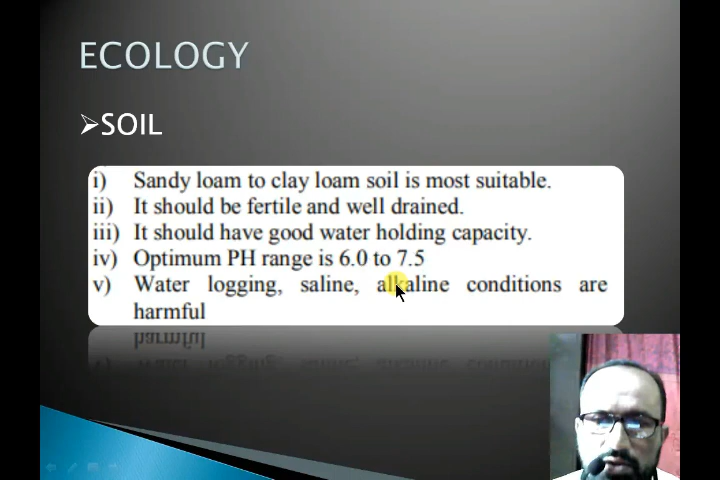 ECOLOGY
➢SOIL
i) Sandy loam to clay loam soil is most suitable.
ii) It should be fertile and well drained.
iii) It should have good water holding capacity.
iv) Optimum PH range is 6.0 to 7.5
v) Water logging, saline, alkaline conditions are
harmful